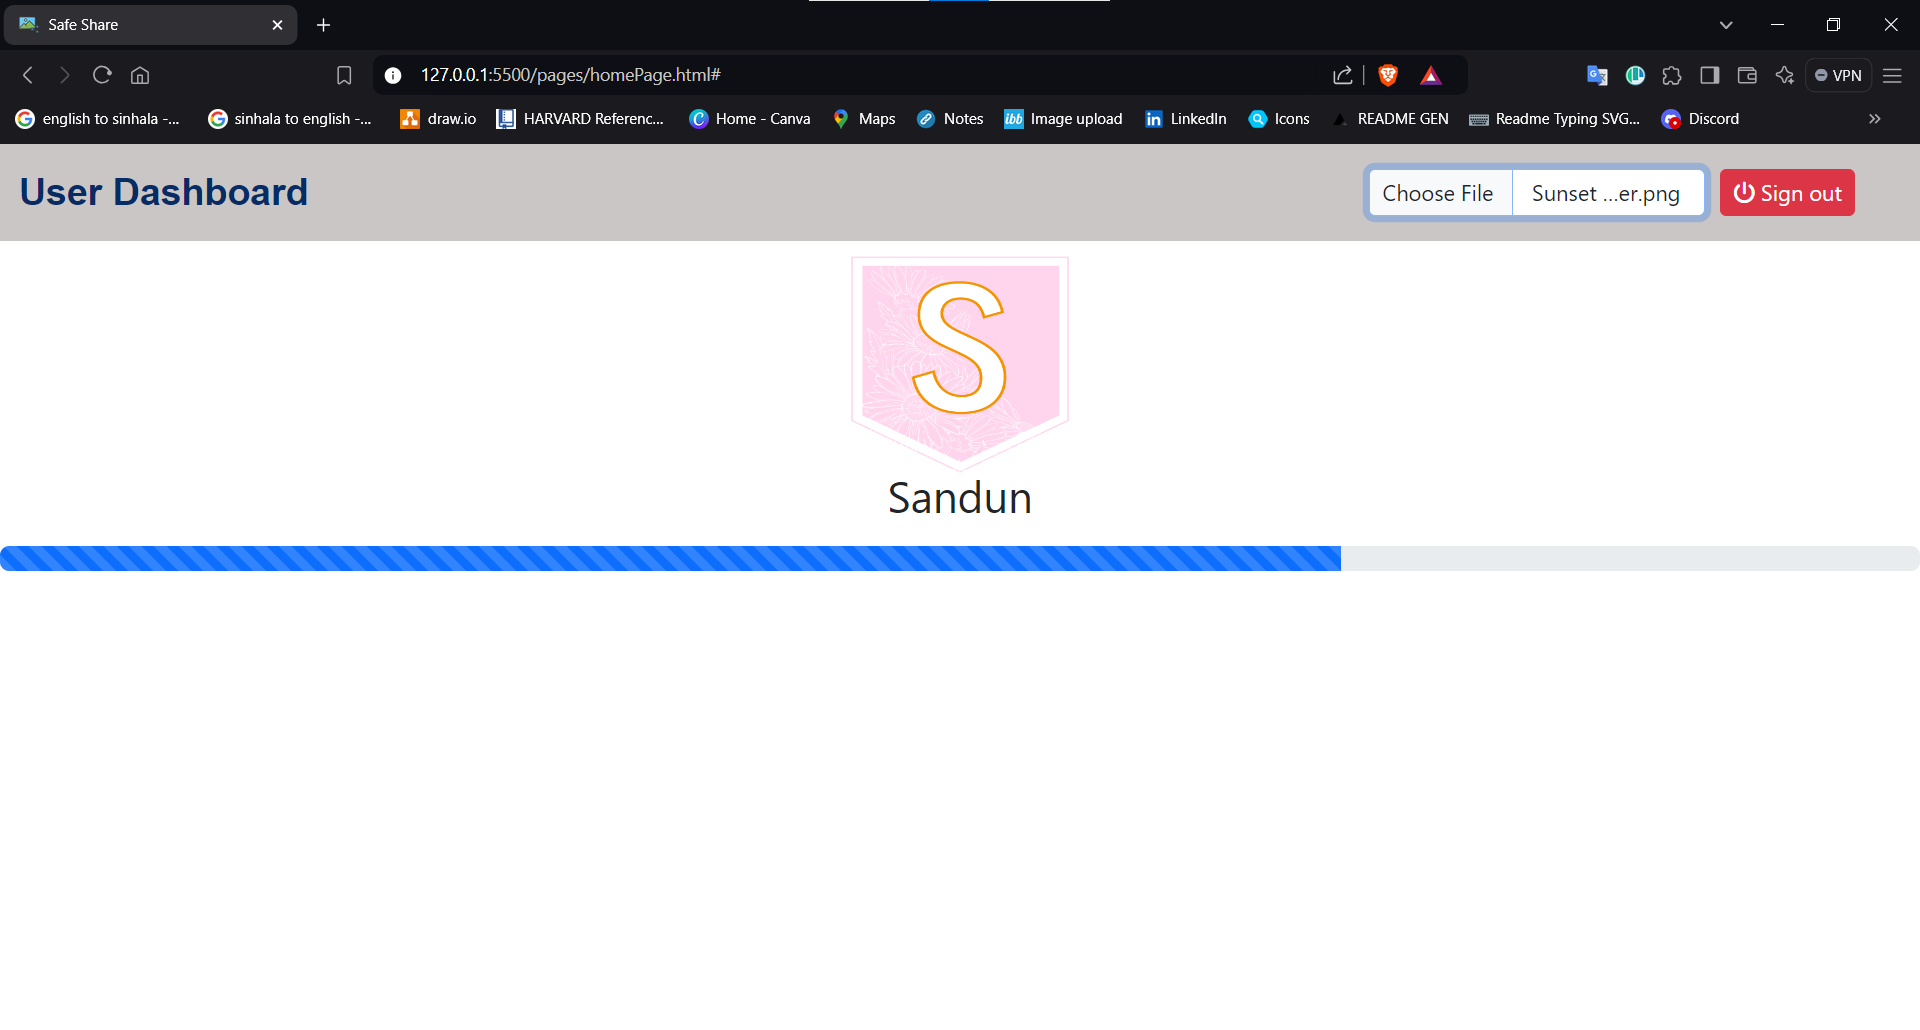 Safe Share
127.0.0.1:5500/pages/homePage.html#
VPN
english to sinhala -...
sinhala to english -...
draw.io
HARVARD Referenc...
Home - Canva
Maps
Notes
ibb Image upload
in LinkedIn
Icons
README GEN
Readme Typing SVG...
Discord
User Dashboard
Choose File
Sunset ...er.png
Sign out
S
Sandun